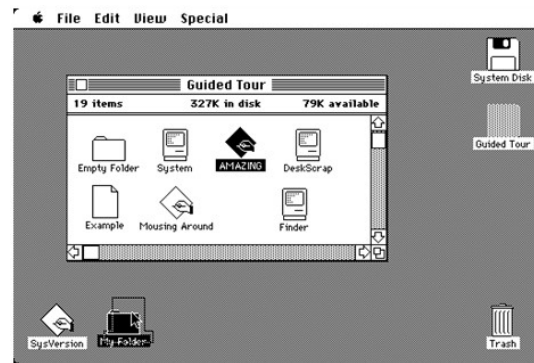 File Edit View Special
System Disk
Guided Tour
19 items 327K in disk 79K available
Empty Folder System AMAZING DeskScrap
Guided Tour
Example Mousing Around Finder
SysVersion My Folder Trash